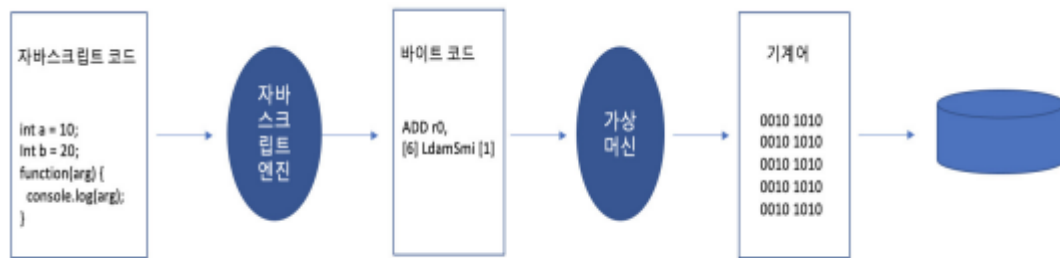 자바스크립트 코드
int a = 10;
Int b = 20;
function(arg) {
console.log(arg);
}
자바
스크
립트
엔진
바이트 코드
ADD r0,
[6] LdamSmi [1]
가상
머신
기계어
0010 1010
0010 1010
0010 1010
0010 1010
0010 1010